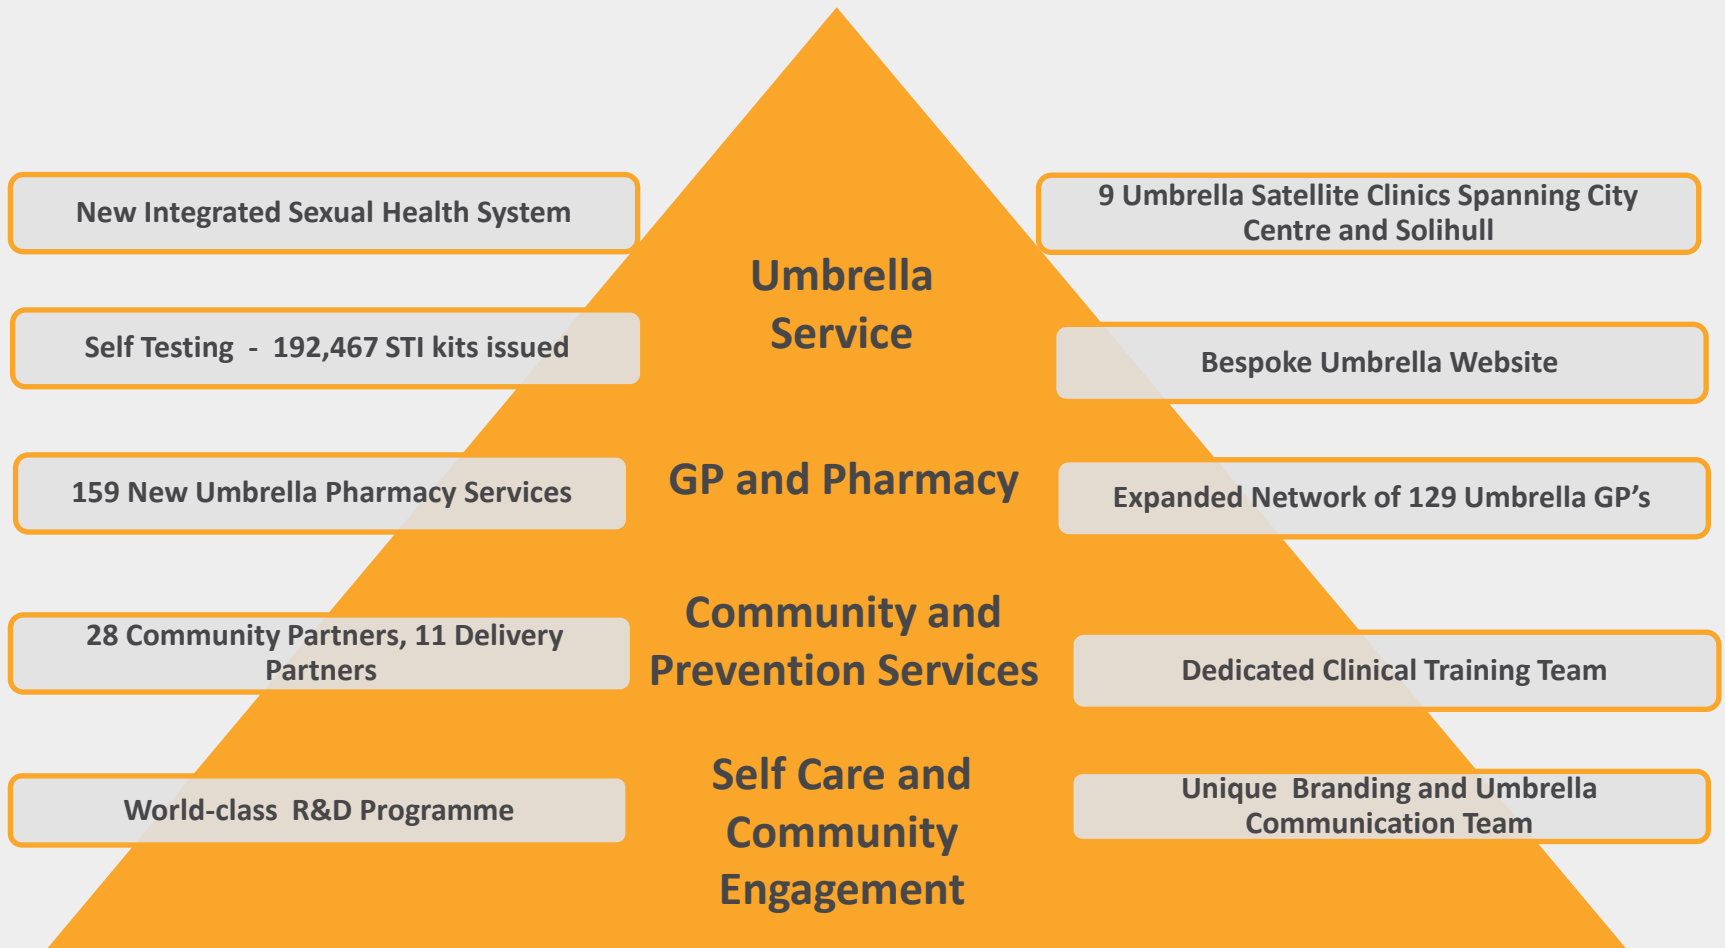 New Integrated Sexual Health System
9 Umbrella Satellite Clinics Spanning City
Centre and Solihull
Umbrella
Service
Self Testing - 192,467 STI kits issued
Bespoke Umbrella Website
159 New Umbrella Pharmacy Services
GP and Pharmacy
Expanded Network of 129 Umbrella GP's
28 Community Partners, 11 Delivery
Partners
Community and
Prevention Services
Dedicated Clinical Training Team
World-class R&D Programme
Self Care and
Community
Engagement
Unique Branding and Umbrella
Communication Team